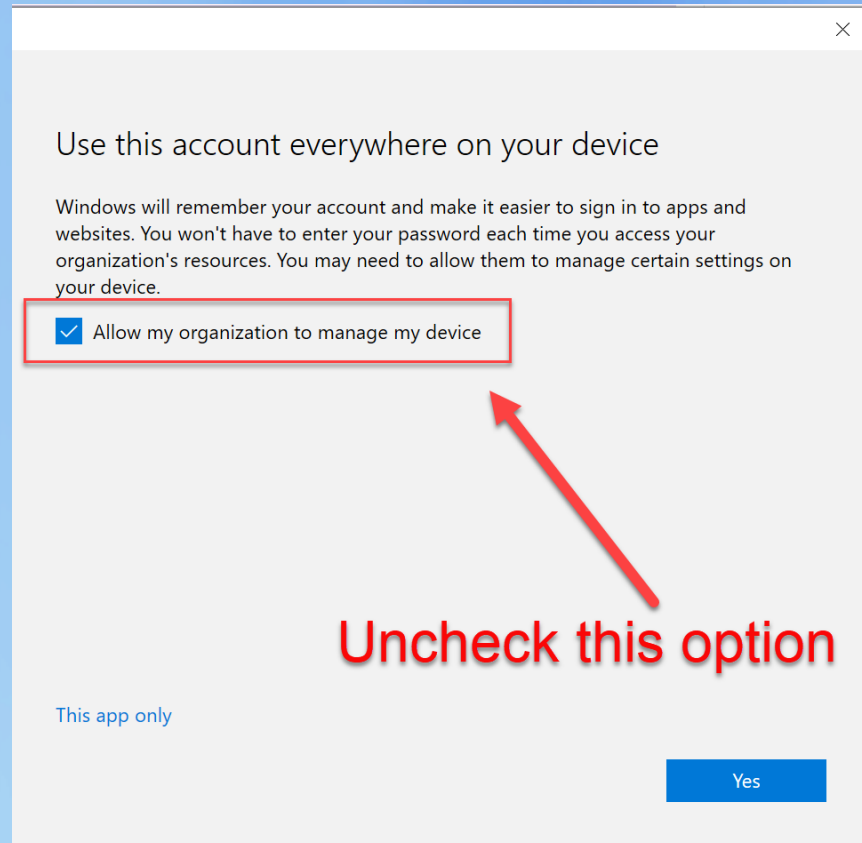 Use this account everywhere on your device
Windows will remember your account and make it easier to sign in to apps and
websites. You won't have to enter your password each time you access your
organization's resources. You may need to allow them to manage certain settings on
your device.
Allow my organization to manage my device
Uncheck this option
This app only
Yes